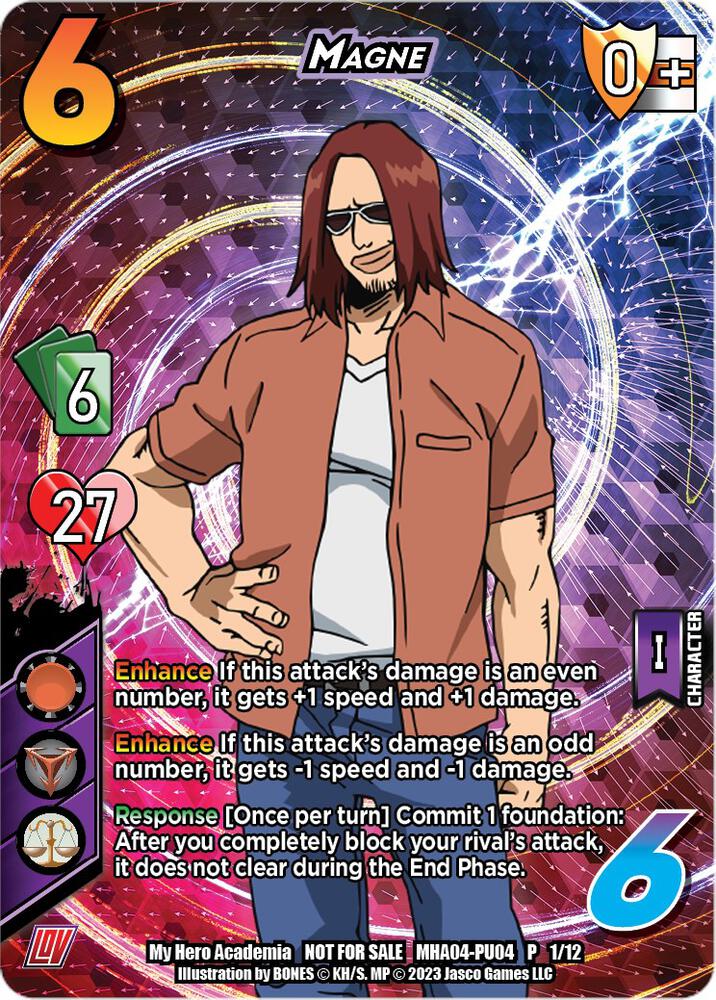 6
MAGNE
0 +
6
27
I
CHARACTER
Enhance If this attack's damage is an even
number, it gets +1 speed and +1 damage.
Enhance If this attack's damage is an odd
number, it gets -1 speed and -1 damage.
Response [Once per turn] Commit 1 foundation:
After you completely block your rival's attack,
it does not clear during the End Phase.
6
LOV
My Hero Academia NOT FOR SALE MHA04-PU04 P 1/12
Illustration by BONES © KH/S. MP © 2023 Jasco Games LLC